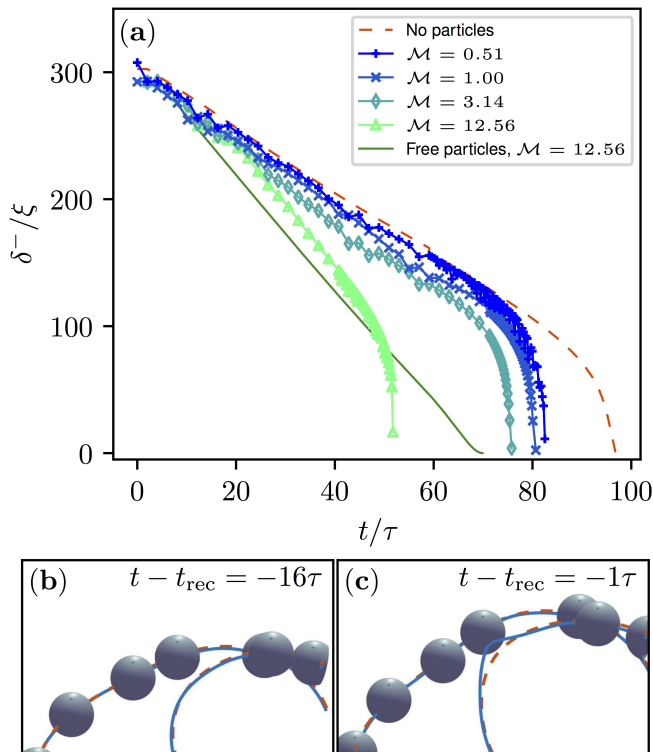 (a)
No particles
ℳ = 0.51
ℳ = 1.00
ℳ = 3.14
ℳ = 12.56
Free particles, ℳ = 12.56
300
200
100
0
δ⁻/ξ
0 20 40 60 80 100
t/τ
(b) t − t_rec = −16τ
(c) t − t_rec = −1τ